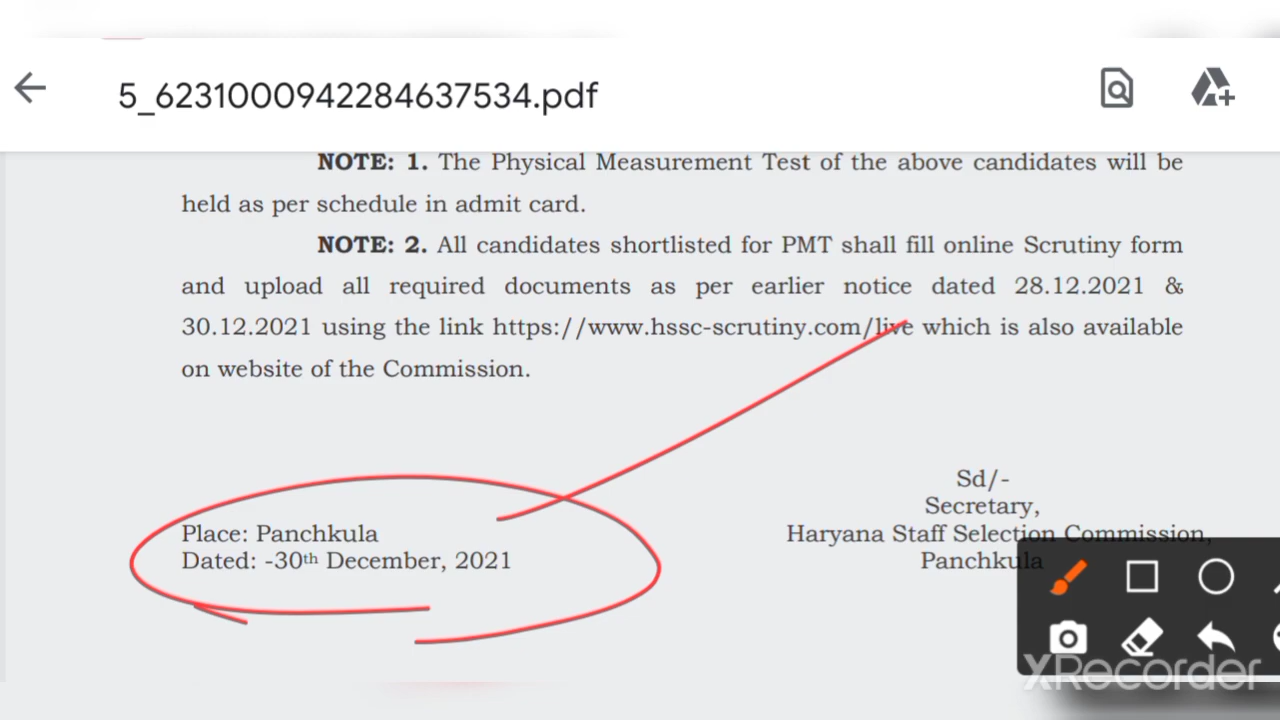 5_6231000942284637534.pdf
NOTE: 1. The Physical Measurement Test of the above candidates will be
held as per schedule in admit card.
NOTE: 2. All candidates shortlisted for PMT shall fill online Scrutiny form
and upload all required documents as per earlier notice dated 28.12.2021 &
30.12.2021 using the link https://www.hssc-scrutiny.com/live which is also available
on website of the Commission.
Sd/-
Secretary,
Haryana Staff Selection Commission,
Panchkula
Place: Panchkula
Dated: -30th December, 2021
XRecorder